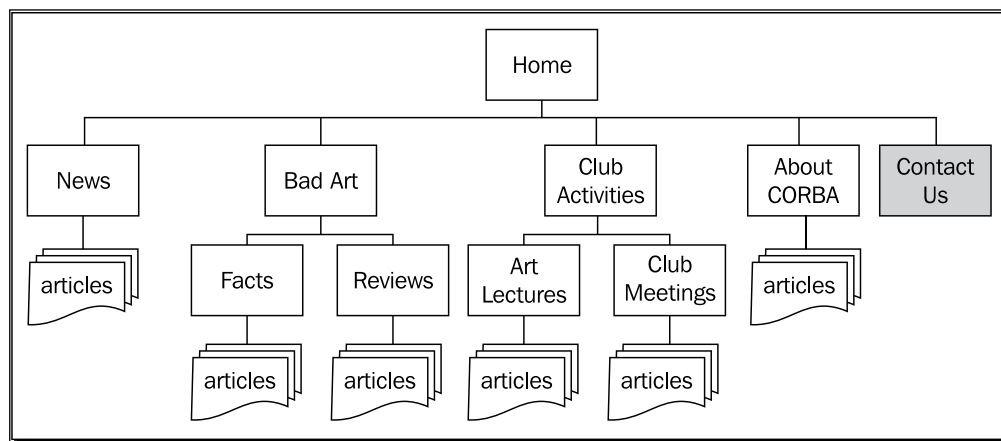 Home
News
Bad Art
Club
Activities
About
CORBA
Contact
Us
articles
Facts
Reviews
Art
Lectures
Club
Meetings
articles
articles
articles
articles
articles